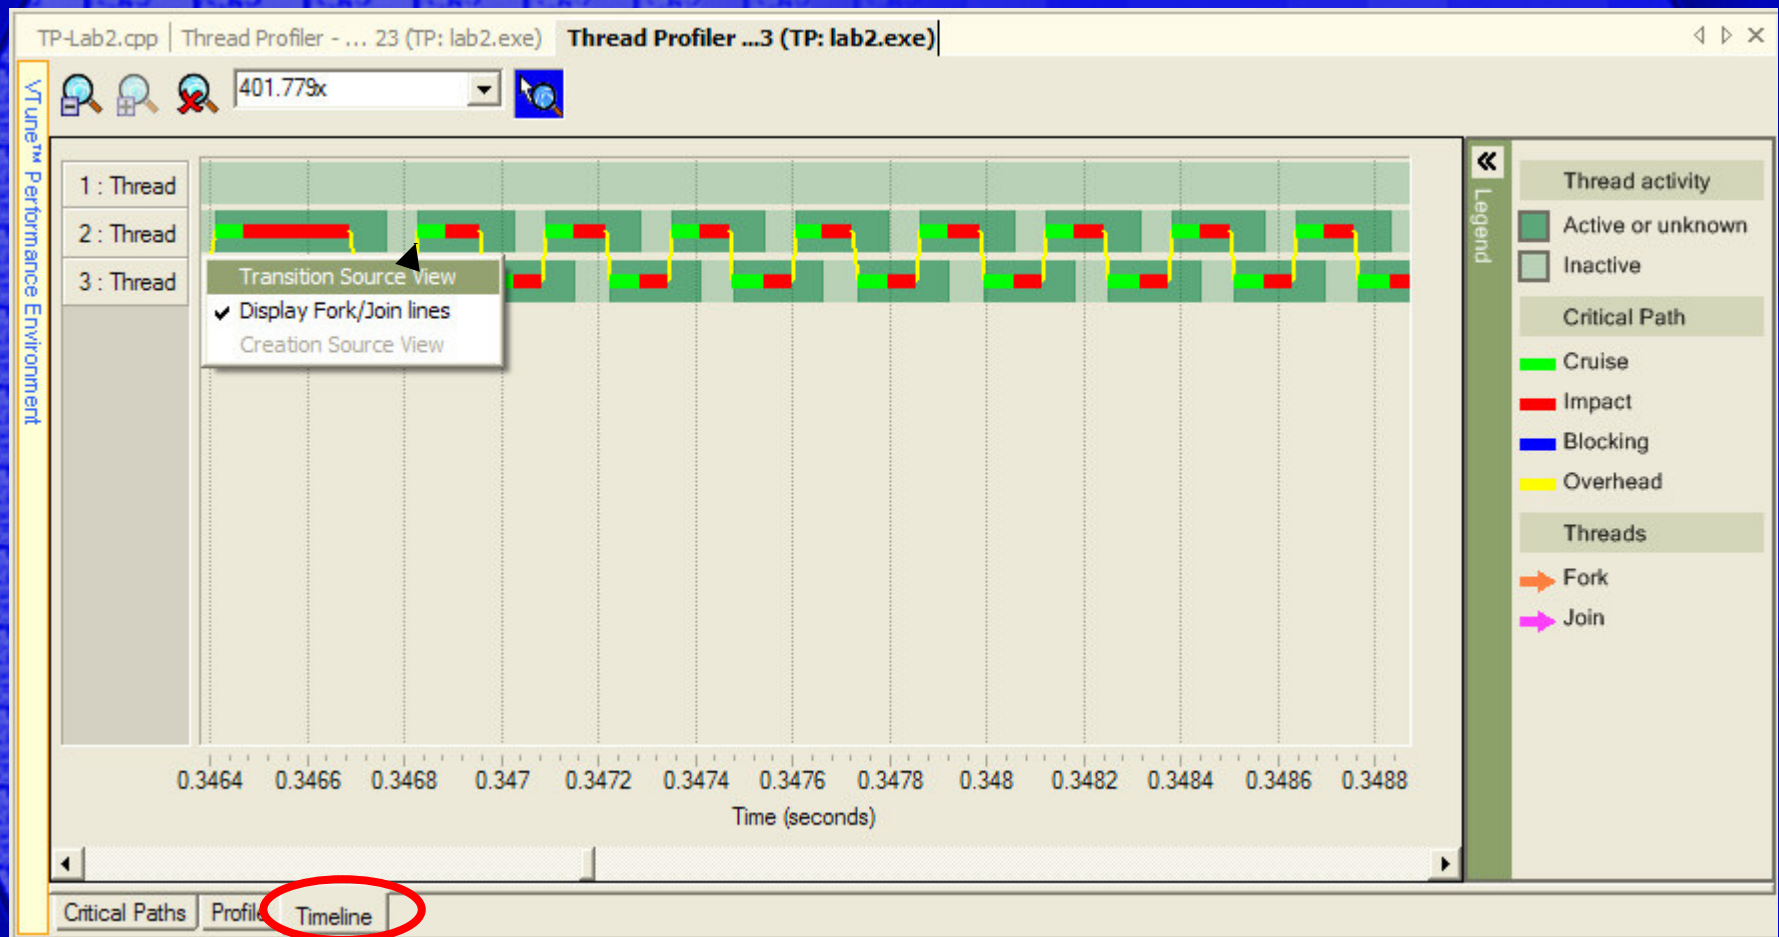 TP-Lab2.cpp
Thread Profiler - ... 23 (TP: lab2.exe)
Thread Profiler ...3 (TP: lab2.exe)
VTune™ Performance Environment
401.779x
1 : Thread
2 : Thread
3 : Thread
Transition Source View
Display Fork/Join lines
Creation Source View
0.3464 0.3466 0.3468 0.347 0.3472 0.3474 0.3476 0.3478 0.348 0.3482 0.3484 0.3486 0.3488
Time (seconds)
Legend
Thread activity
Active or unknown
Inactive
Critical Path
Cruise
Impact
Blocking
Overhead
Threads
Fork
Join
Critical Paths
Profile
Timeline